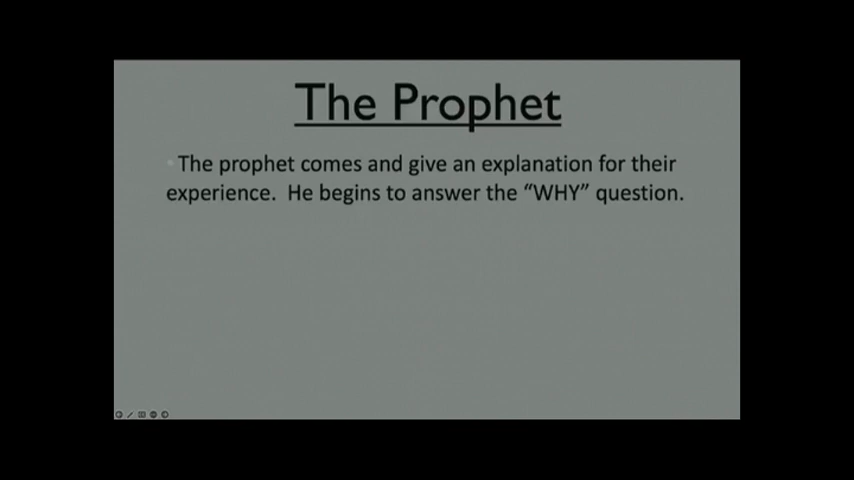 The Prophet
The prophet comes and give an explanation for their
experience.  He begins to answer the “WHY” question.